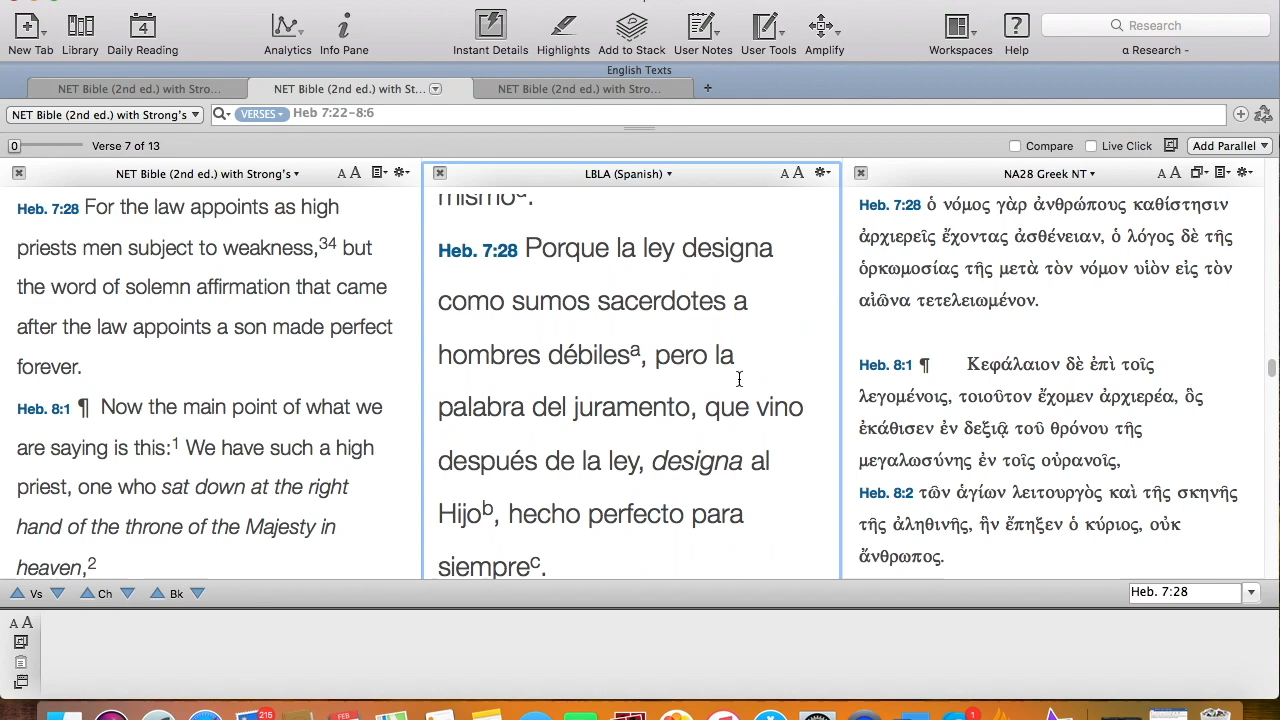 4
New Tab Library Daily Reading Analytics Info Pane Instant Details Highlights Add to Stack User Notes User Tools Amplify Workspaces Help
Research
α Research -
English Texts
NET Bible (2nd ed.) with Stro... NET Bible (2nd ed.) with St... NET Bible (2nd ed.) with Stro... +
NET Bible (2nd ed.) with Strong's VERSES Heb 7:22-8:6
0 Verse 7 of 13 Compare Live Click Add Parallel
NET Bible (2nd ed.) with Strong's A A
Heb. 7:28 For the law appoints as high
priests men subject to weakness,34 but
the word of solemn affirmation that came
after the law appoints a son made perfect
forever.
Heb. 8:1 ¶ Now the main point of what we
are saying is this:1 We have such a high
priest, one who sat down at the right
hand of the throne of the Majesty in
heaven,2
LBLA (Spanish) A A
mismoa.
Heb. 7:28 Porque la ley designa
como sumos sacerdotes a
hombres débilesa, pero la
palabra del juramento, que vino
después de la ley, designa al
Hijob, hecho perfecto para
siemprec.
NA28 Greek NT A A
Heb. 7:28 ὁ νόμος γὰρ ἀνθρώπους καθίστησιν
ἀρχιερεῖς ἔχοντας ἀσθένειαν, ὁ λόγος δὲ τῆς
ὁρκωμοσίας τῆς μετὰ τὸν νόμον υἱὸν εἰς τὸν
αἰῶνα τετελειωμένον.
Heb. 8:1 ¶ Κεφάλαιον δὲ ἐπὶ τοῖς
λεγομένοις, τοιοῦτον ἔχομεν ἀρχιερέα, ὃς
ἐκάθισεν ἐν δεξιᾷ τοῦ θρόνου τῆς
μεγαλωσύνης ἐν τοῖς οὐρανοῖς,
Heb. 8:2 τῶν ἁγίων λειτουργὸς καὶ τῆς σκηνῆς
τῆς ἀληθινῆς, ἣν ἔπηξεν ὁ κύριος, οὐκ
ἄνθρωπος.
Vs Ch Bk Heb. 7:28
A A
215 FEB 1